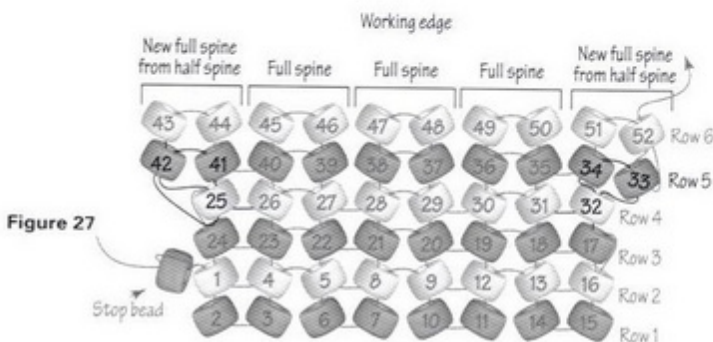 Working edge
New full spine
from half spine
Full spine
Full spine
Full spine
New full spine
from half spine
43 44 45 46 47 48 49 50 51 52 Row 6
42 41 40 39 38 37 36 35 34 33 Row 5
25 26 27 28 29 30 31 32 Row 4
Figure 27
24 23 22 21 20 19 18 17 Row 3
1 4 5 8 9 12 13 16 Row 2
Stop bead
2 3 6 7 10 11 14 15 Row 1